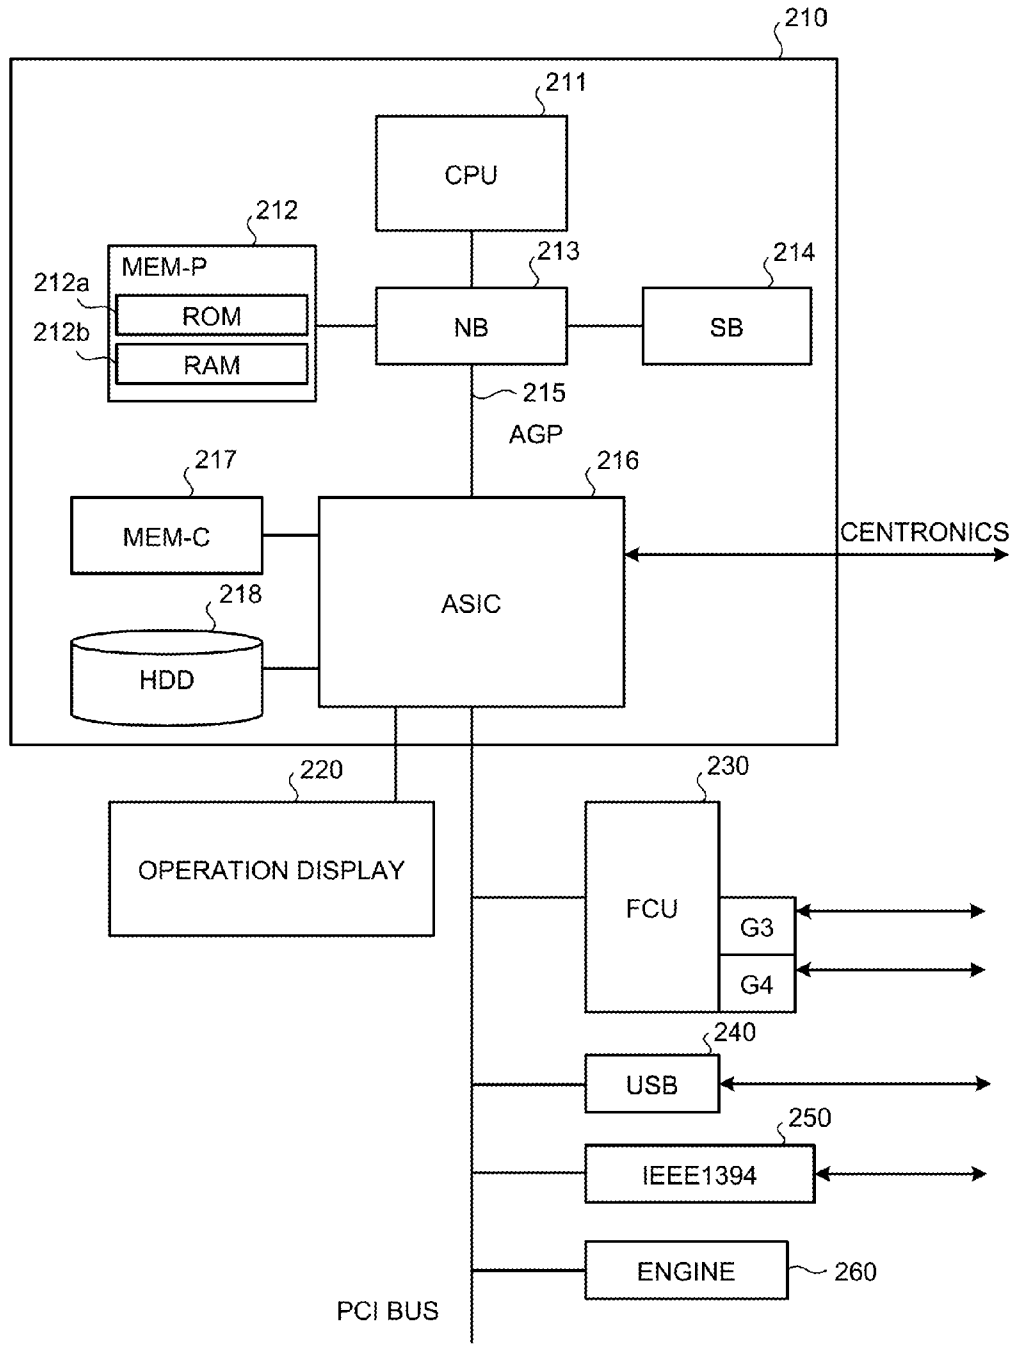 210
211
CPU
212
MEM-P
212a
ROM
212b
RAM
213
NB
214
SB
215
AGP
216
217
MEM-C
ASIC
CENTRONICS
218
HDD
220
OPERATION DISPLAY
230
FCU
G3
G4
240
USB
250
IEEE1394
ENGINE
260
PCI BUS